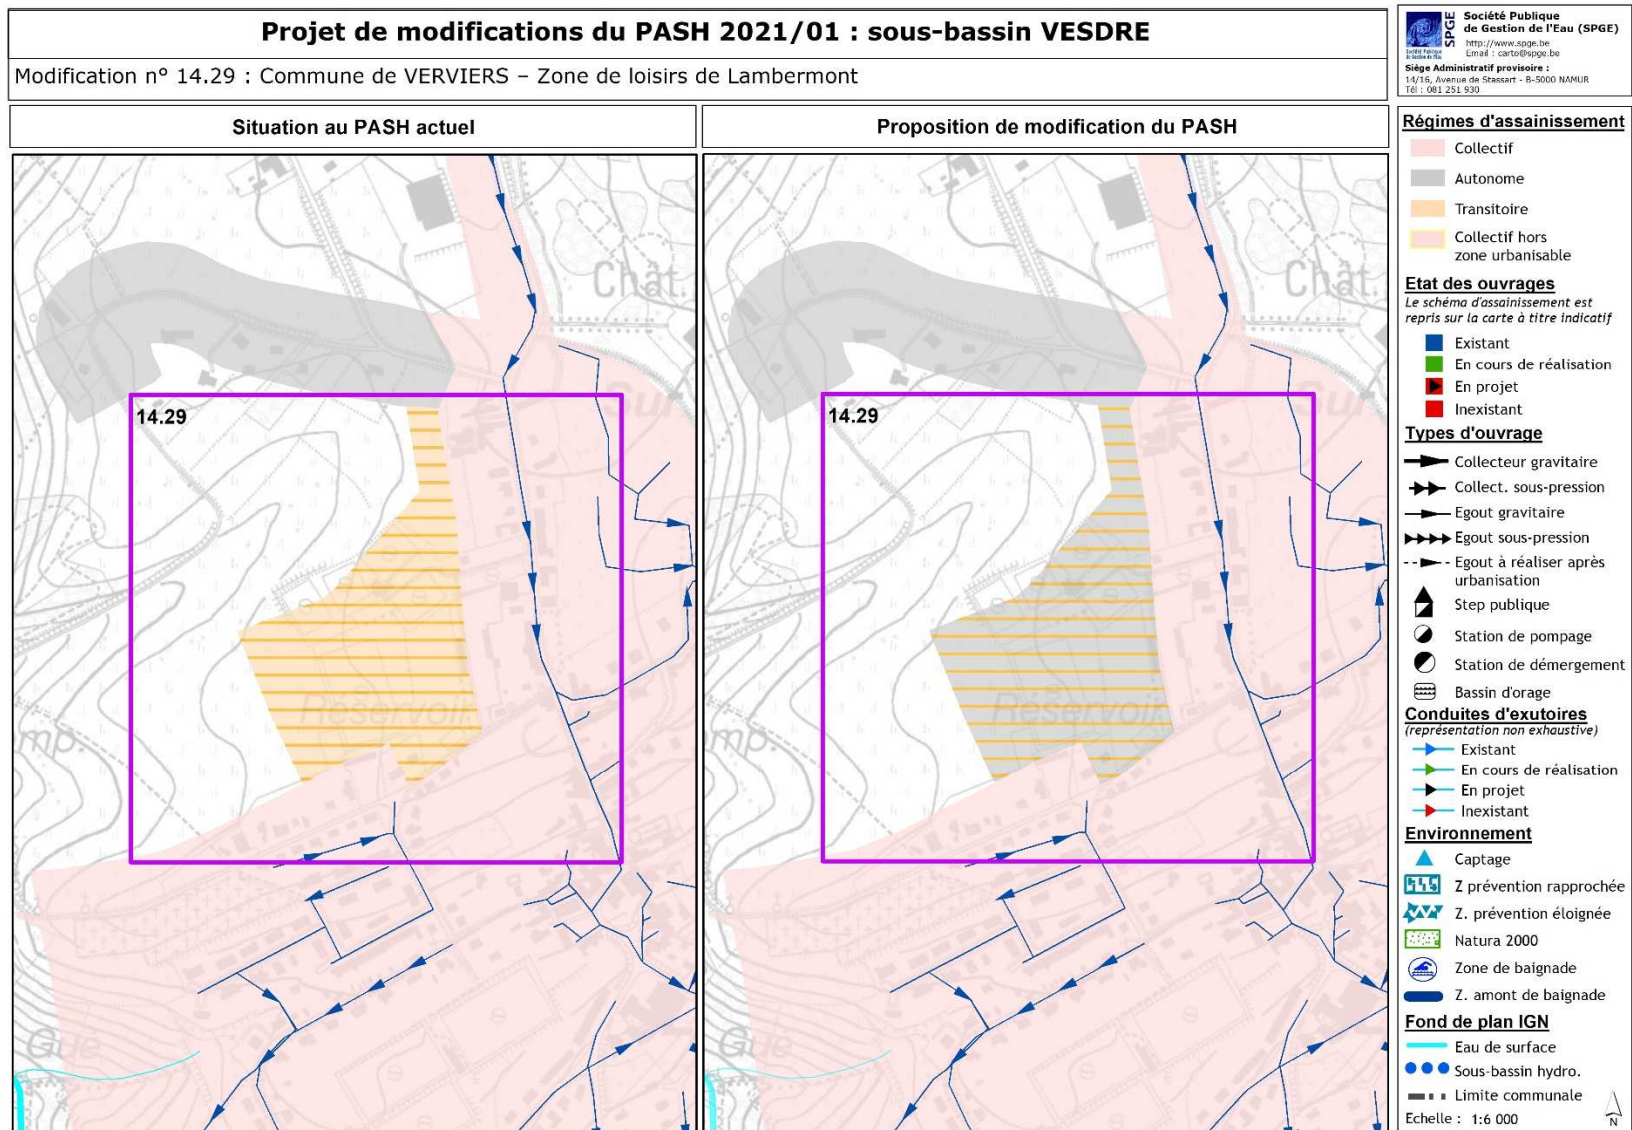 Projet de modifications du PASH 2021/01 : sous-bassin VESDRE
Modification n° 14.29 : Commune de VERVIERS – Zone de loisirs de Lambermont
SPGE
Société Publique
de Gestion de l'Eau (SPGE)
http://www.spge.be
Email : carto@spge.be
Siège Administratif provisoire :
14/16, Avenue de Stassart - B-5000 NAMUR
Tél : 081 251 930
Situation au PASH actuel
Proposition de modification du PASH
Chât.
Sur
14.29
Réservoir
mp.
Gué
Chât.
Sur
14.29
Réservoir
mp.
Gué
Régimes d'assainissement
Collectif
Autonome
Transitoire
Collectif hors
zone urbanisable
Etat des ouvrages
Le schéma d'assainissement est
repris sur la carte à titre indicatif
Existant
En cours de réalisation
En projet
Inexistant
Types d'ouvrage
Collecteur gravitaire
Collect. sous-pression
Egout gravitaire
Egout sous-pression
Egout à réaliser après
urbanisation
Step publique
Station de pompage
Station de démergement
Bassin d'orage
Conduites d'exutoires
(représentation non exhaustive)
Existant
En cours de réalisation
En projet
Inexistant
Environnement
Captage
Z prévention rapprochée
Z. prévention éloignée
Natura 2000
Zone de baignade
Z. amont de baignade
Fond de plan IGN
Eau de surface
Sous-bassin hydro.
Limite communale
Echelle : 1:6 000
N